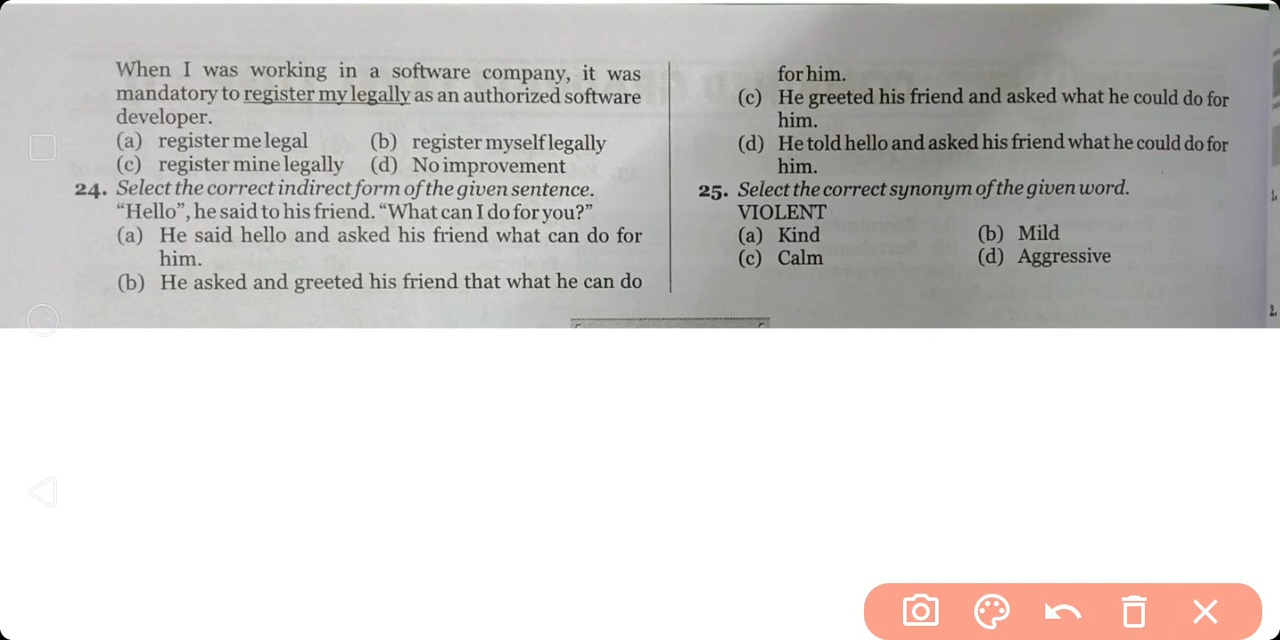 When I was working in a software company, it was
mandatory to register my legally as an authorized software
developer.
(a) register me legal (b) register myself legally
(c) register mine legally (d) No improvement
24. Select the correct indirect form of the given sentence.
“Hello”, he said to his friend. “What can I do for you?”
(a) He said hello and asked his friend what can do for
him.
(b) He asked and greeted his friend that what he can do
for him.
(c) He greeted his friend and asked what he could do for
him.
(d) He told hello and asked his friend what he could do for
him.
25. Select the correct synonym of the given word.
VIOLENT
(a) Kind (b) Mild
(c) Calm (d) Aggressive
1.
2.